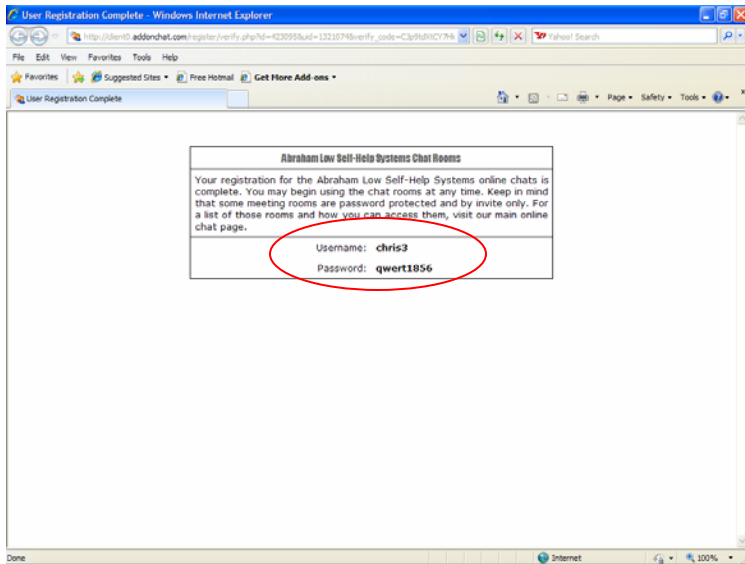 User Registration Complete - Windows Internet Explorer
Yahoo! Search
File Edit View Favorites Tools Help
Favorites Suggested Sites Free Hotmail Get More Add-ons
User Registration Complete Page Safety Tools
Abraham Low Self-Help Systems Chat Rooms
Your registration for the Abraham Low Self-Help Systems online chats is
complete. You may begin using the chat rooms at any time. Keep in mind
that some meeting rooms are password protected and by invite only. For
a list of those rooms and how you can access them, visit our main online
chat page.
Username: chris3
Password: qwert1856
Done Internet 100%